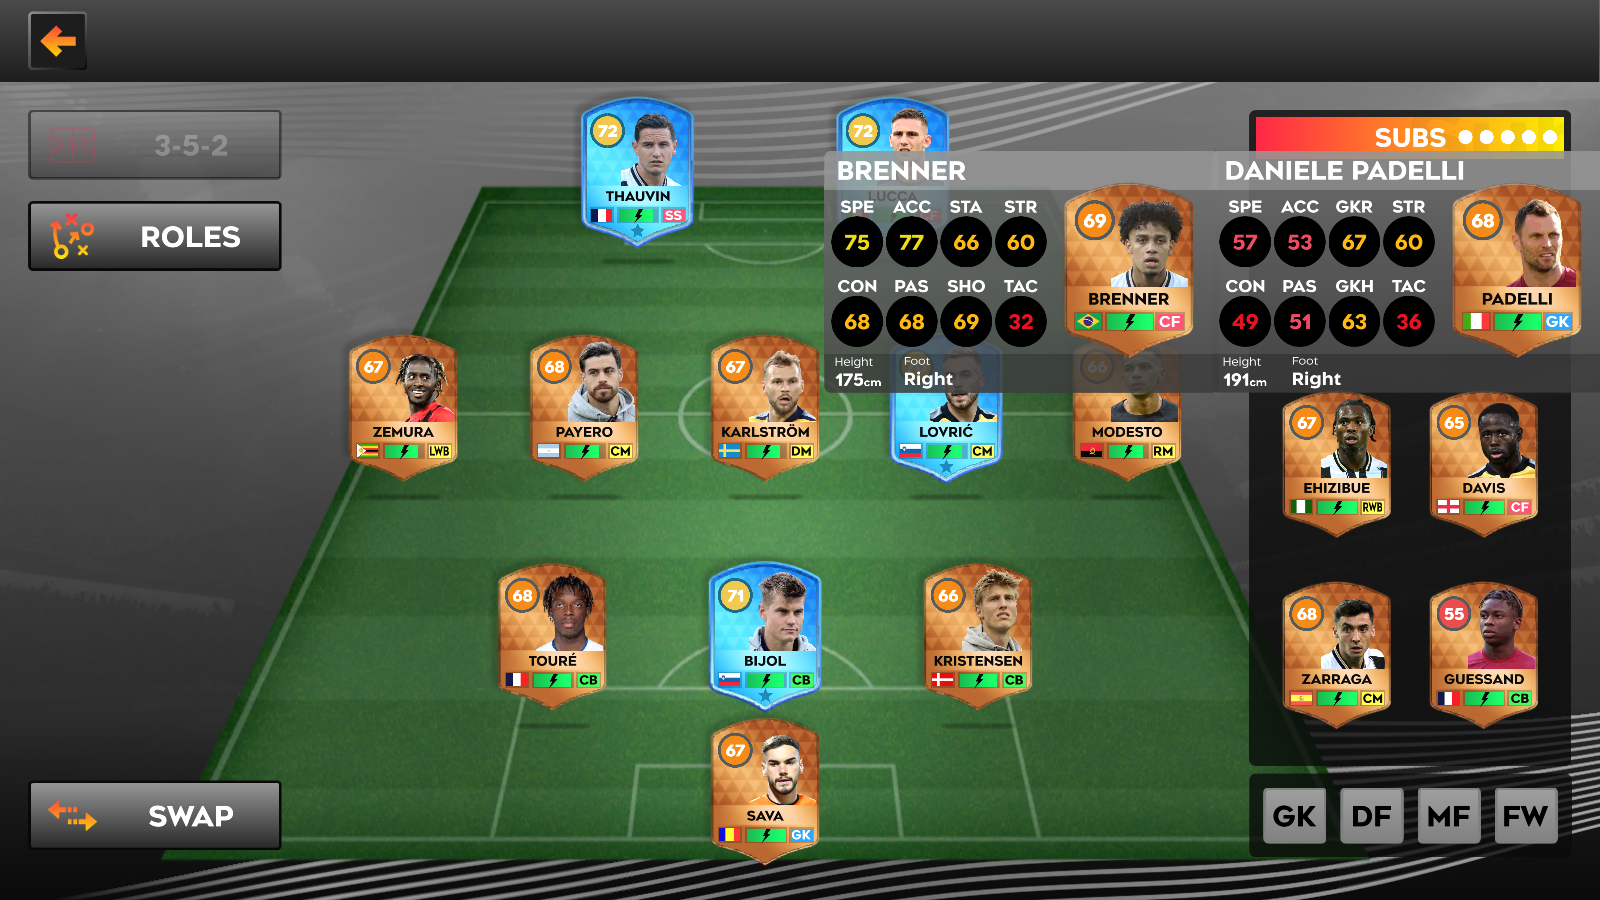 3-5-2
ROLES
SWAP
72
THAUVIN
SS
72
LUCCA
SUBS
BRENNER
SPE ACC STA STR
75 77 66 60
CON PAS SHO TAC
68 68 69 32
Height Foot
175cm Right
69
BRENNER
CF
DANIELE PADELLI
SPE ACC GKR STR
57 53 67 60
CON PAS GKH TAC
49 51 63 36
Height Foot
191cm Right
68
PADELLI
GK
67
ZEMURA
LWB
68
PAYERO
CM
67
KARLSTRÖM
DM
LOVRIĆ
CM
66
MODESTO
RM
67
EHIZIBUE
RWB
65
DAVIS
CF
68
TOURÉ
CB
71
BIJOL
CB
66
KRISTENSEN
CB
68
ZARRAGA
CM
55
GUESSAND
CB
67
SAVA
GK
GK DF MF FW